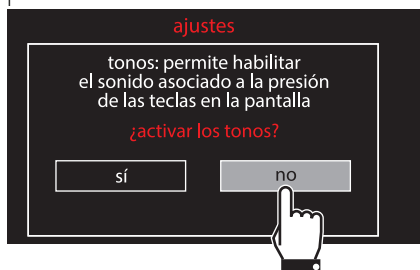 ajustes
tonos: permite habilitar
el sonido asociado a la presión
de las teclas en la pantalla
¿activar los tonos?
sí
no